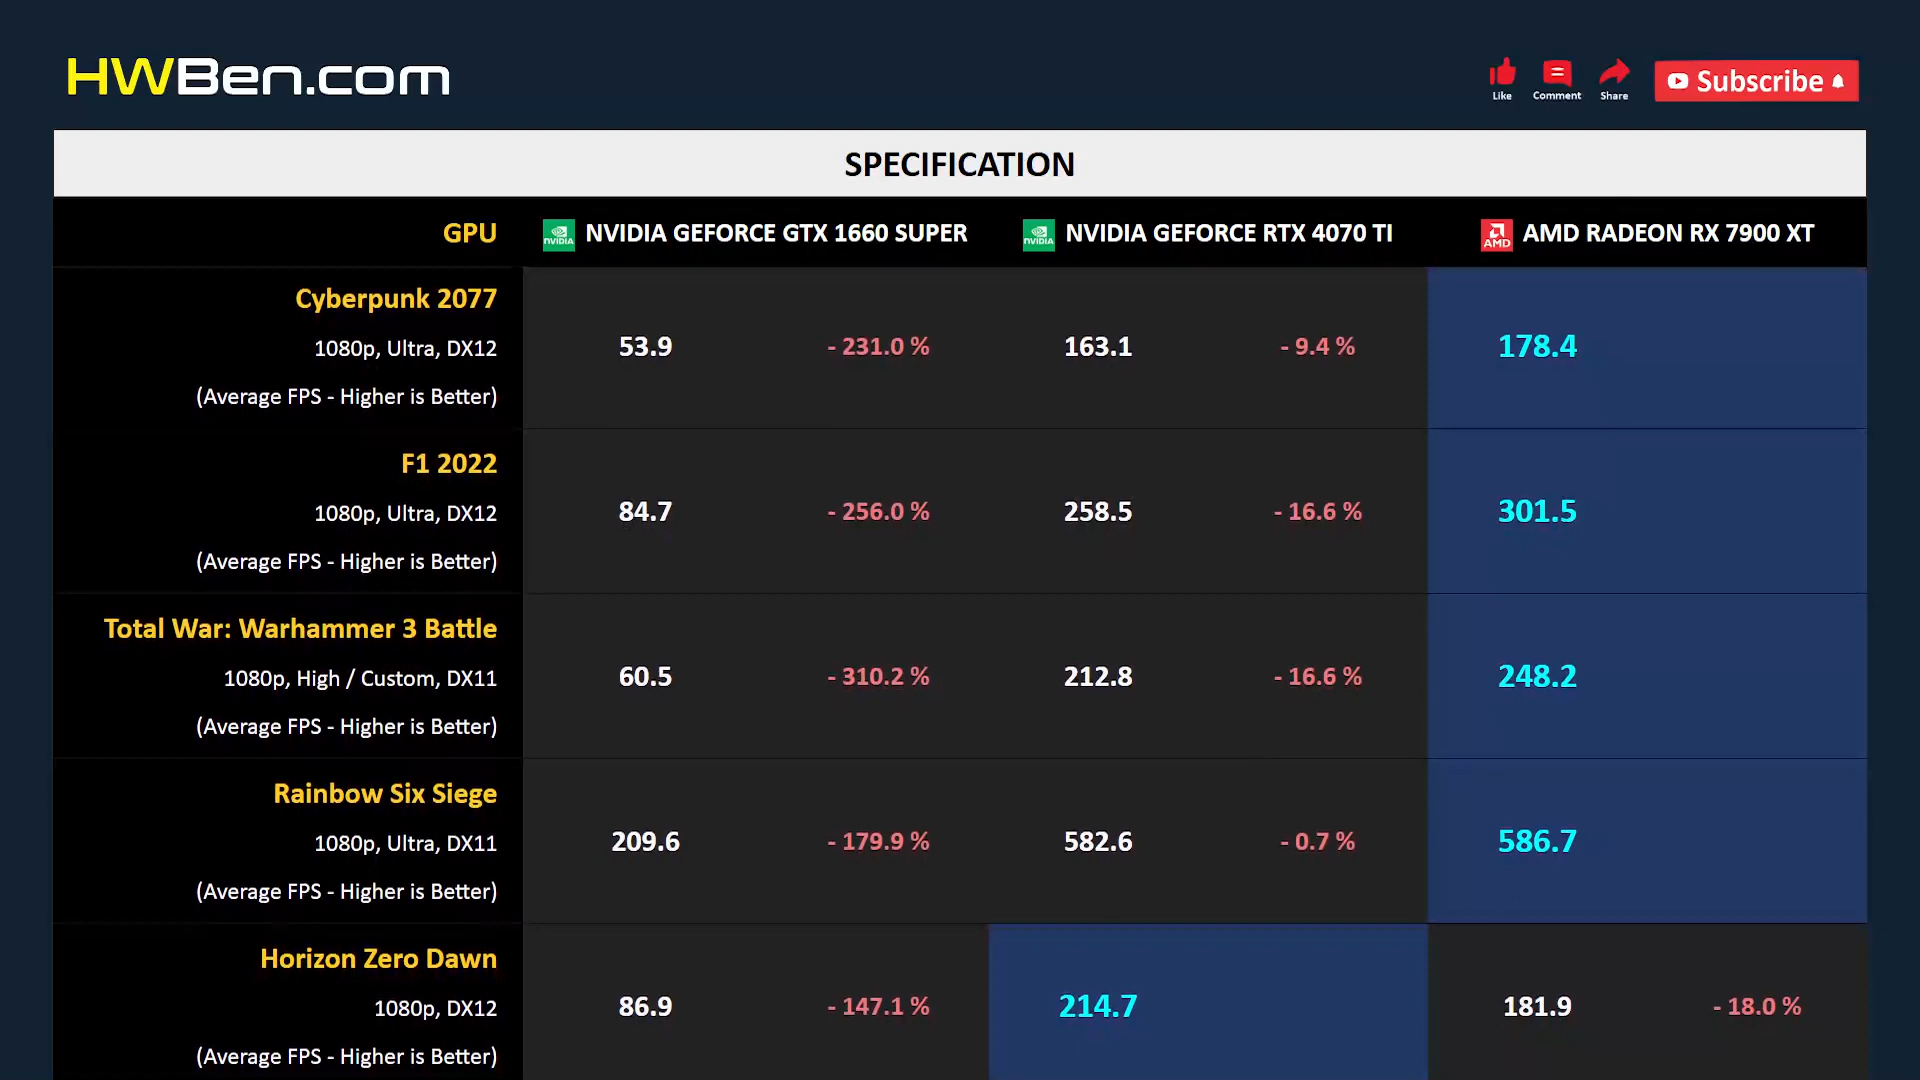 HWBen.com
Like
Comment
Share
Subscribe
SPECIFICATION
GPU
NVIDIA
NVIDIA GEFORCE GTX 1660 SUPER
NVIDIA
NVIDIA GEFORCE RTX 4070 TI
AMD
AMD RADEON RX 7900 XT
Cyberpunk 2077
1080p, Ultra, DX12
(Average FPS - Higher is Better)
53.9
- 231.0 %
163.1
- 9.4 %
178.4
F1 2022
1080p, Ultra, DX12
(Average FPS - Higher is Better)
84.7
- 256.0 %
258.5
- 16.6 %
301.5
Total War: Warhammer 3 Battle
1080p, High / Custom, DX11
(Average FPS - Higher is Better)
60.5
- 310.2 %
212.8
- 16.6 %
248.2
Rainbow Six Siege
1080p, Ultra, DX11
(Average FPS - Higher is Better)
209.6
- 179.9 %
582.6
- 0.7 %
586.7
Horizon Zero Dawn
1080p, DX12
(Average FPS - Higher is Better)
86.9
- 147.1 %
214.7
181.9
- 18.0 %